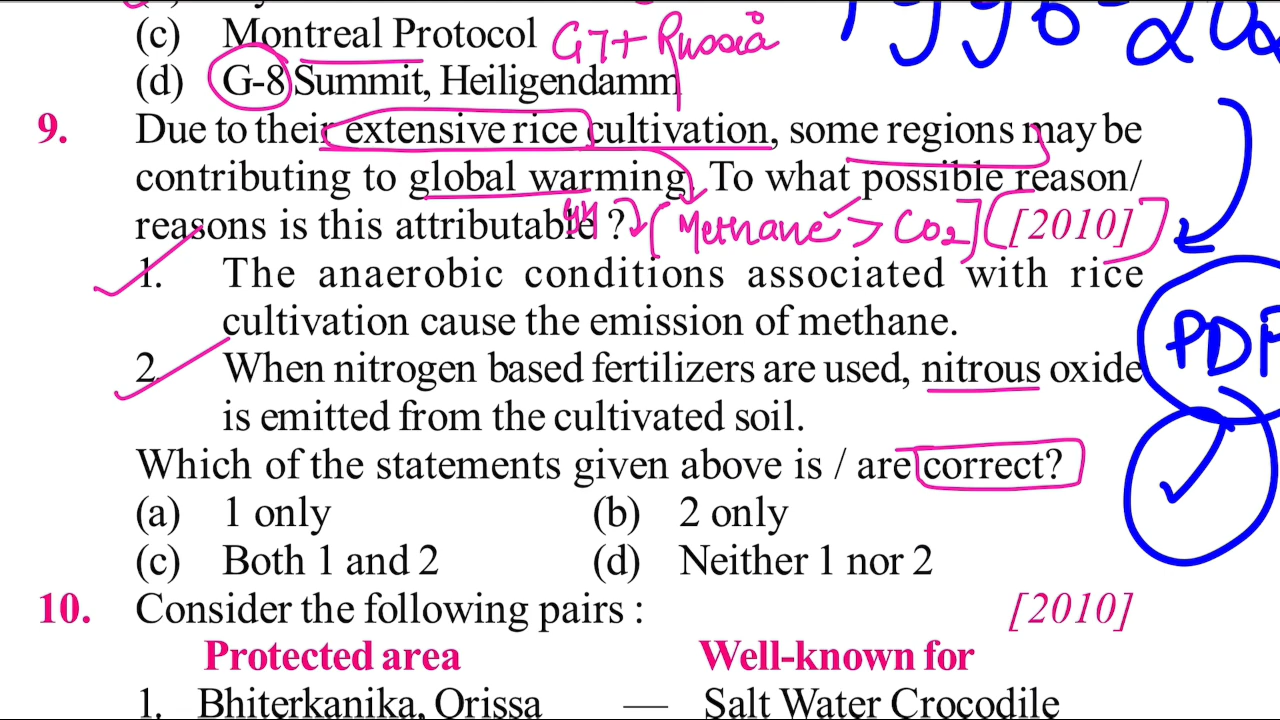 (c) Montreal Protocol G7+ Russia
(d) G-8 Summit, Heiligendamm
9. Due to their extensive rice cultivation, some regions may be
contributing to global warming. To what possible reason/
reasons is this attributable ? [Methane > CO2] [2010]
1. The anaerobic conditions associated with rice
cultivation cause the emission of methane.
2. When nitrogen based fertilizers are used, nitrous oxide
is emitted from the cultivated soil.
Which of the statements given above is / are correct?
(a) 1 only (b) 2 only
(c) Both 1 and 2 (d) Neither 1 nor 2
10. Consider the following pairs : [2010]
Protected area Well-known for
1. Bhiterkanika, Orissa — Salt Water Crocodile
PDF